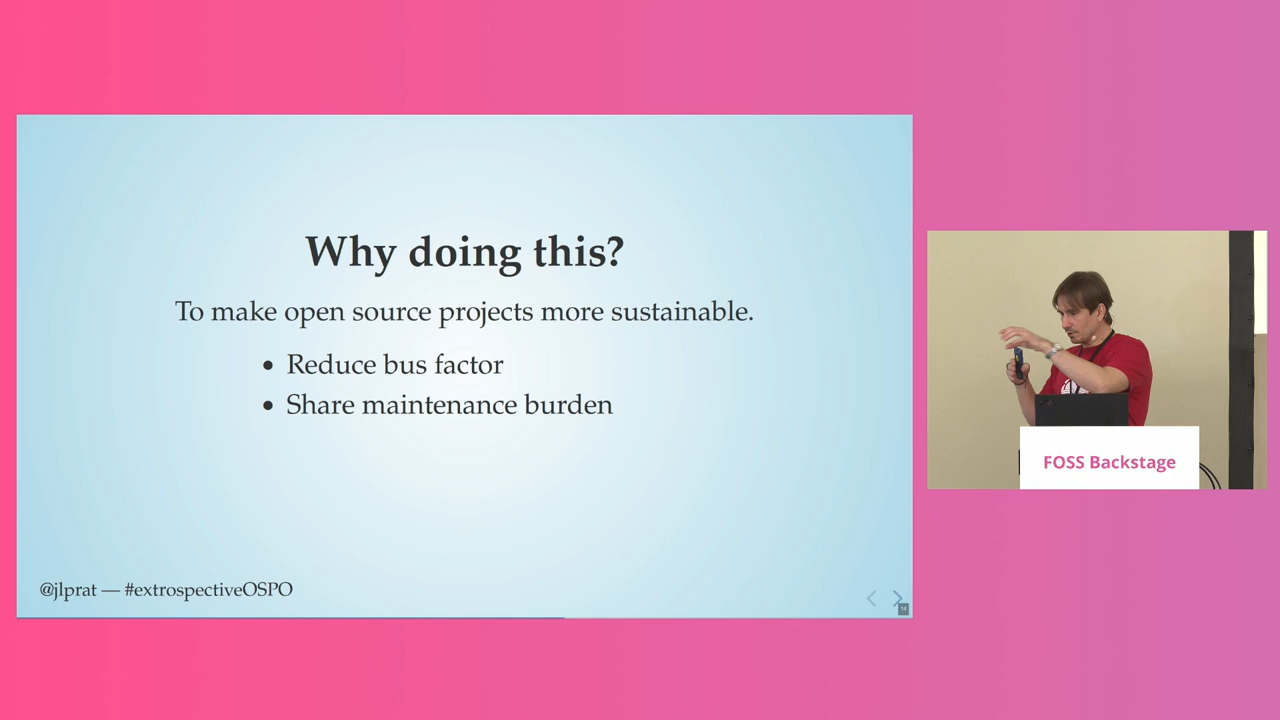 Why doing this?
To make open source projects more sustainable.
• Reduce bus factor
• Share maintenance burden
@jlprat — #extrospectiveOSPO
14
FOSS Backstage